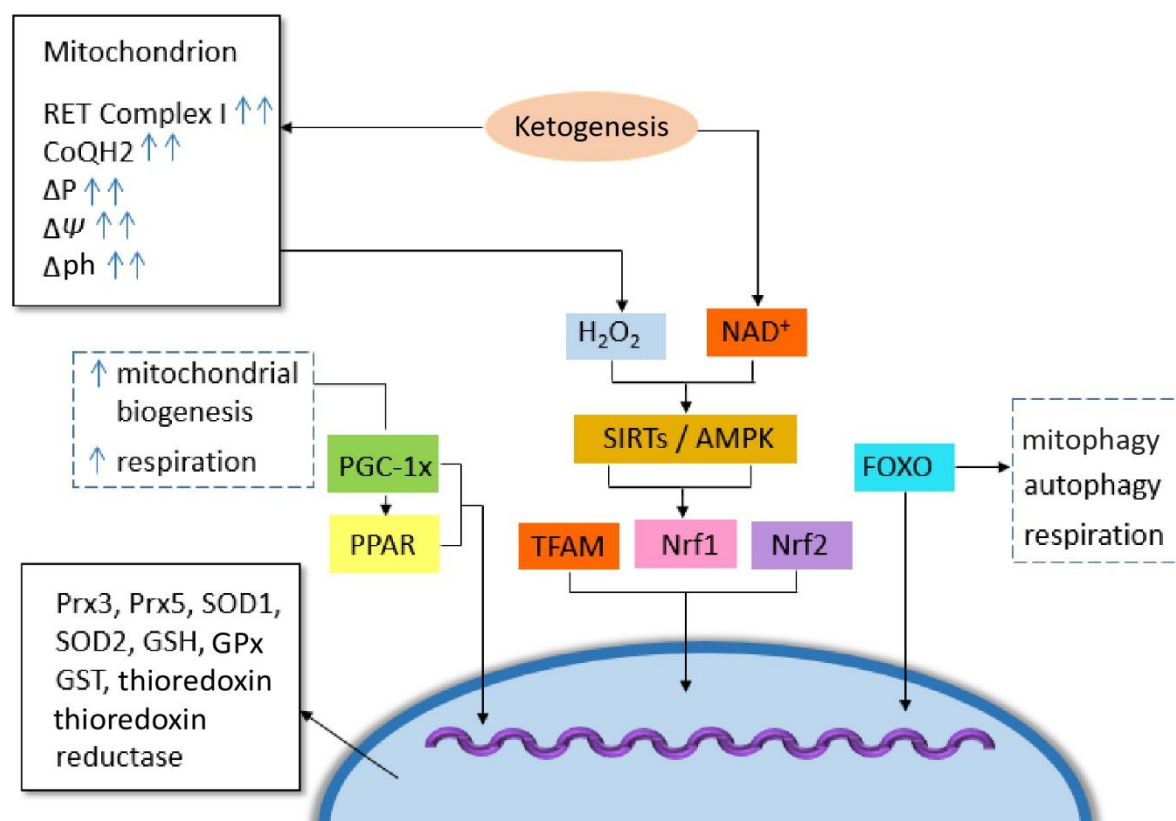 Mitochondrion
RET Complex I ↑↑
CoQH2 ↑↑
ΔP ↑↑
ΔΨ ↑↑
Δph ↑↑
Ketogenesis
H₂O₂
NAD⁺
↑ mitochondrial
biogenesis
↑ respiration
SIRTs / AMPK
PGC-1x
PPAR
FOXO
mitophagy
autophagy
respiration
TFAM
Nrf1
Nrf2
Prx3, Prx5, SOD1,
SOD2, GSH, GPx
GST, thioredoxin
thioredoxin
reductase